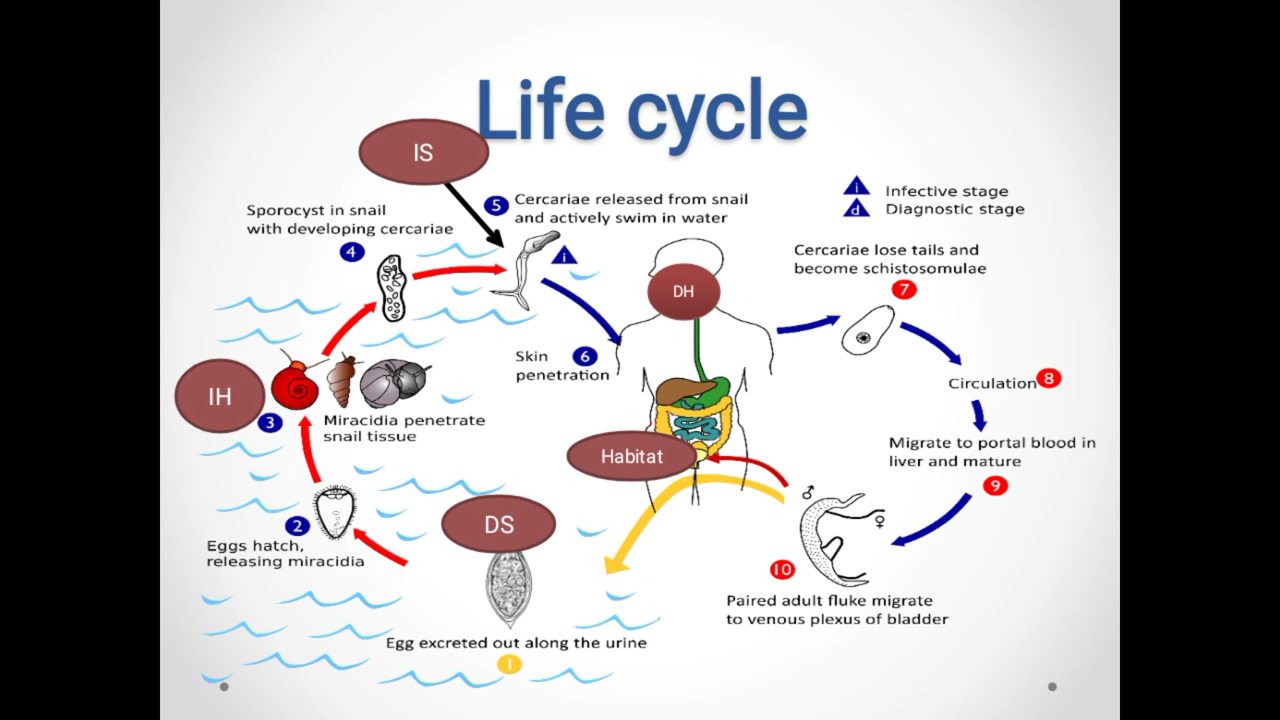 Life cycle
IS
Sporocyst in snail
with developing cercariae
4
5
Cercariae released from snail
and actively swim in water
i
i Infective stage
d Diagnostic stage
Cercariae lose tails and
become schistosomulae
7
DH
Skin
penetration
6
Circulation
8
IH
3
Miracidia penetrate
snail tissue
Habitat
Migrate to portal blood in
liver and mature
9
2
Eggs hatch,
releasing miracidia
DS
♂
♀
10
Paired adult fluke migrate
to venous plexus of bladder
Egg excreted out along the urine
1